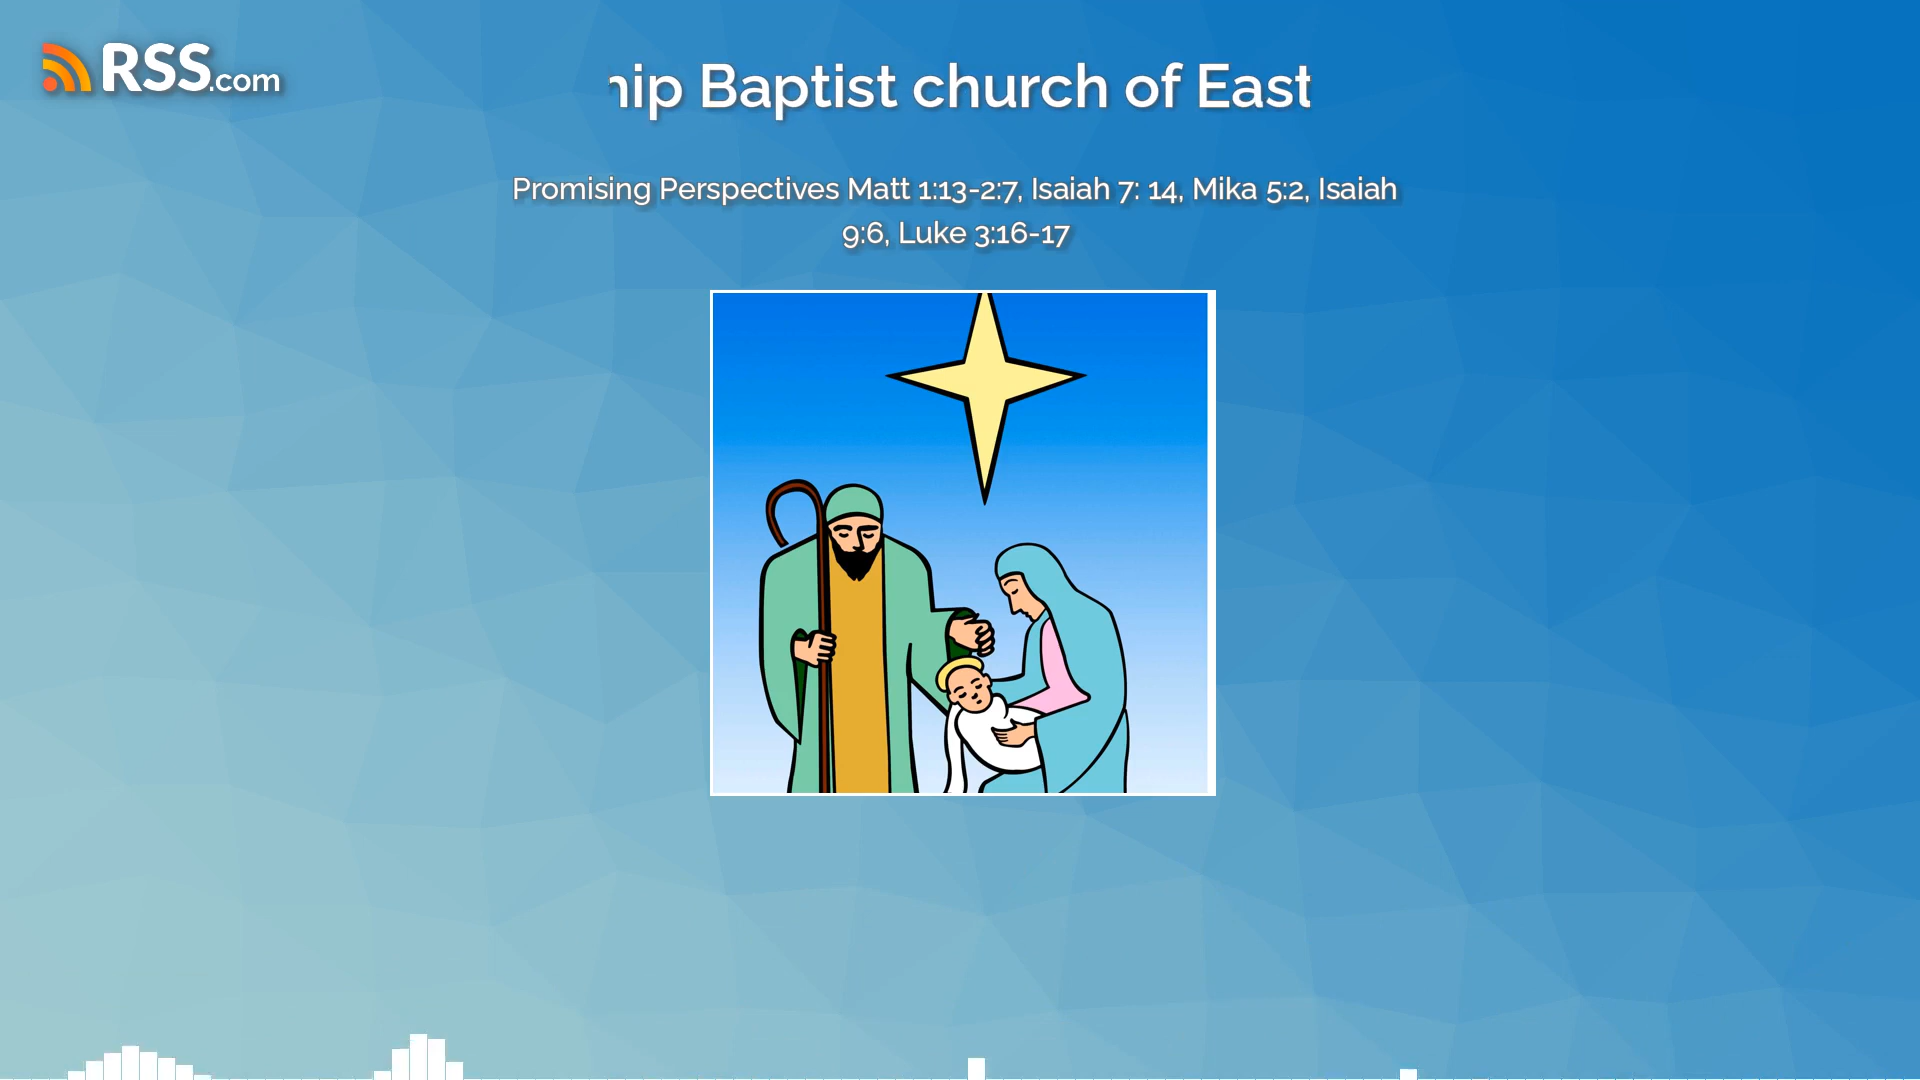 RSS.com
hip Baptist church of East
Promising Perspectives Matt 1:13-2:7, Isaiah 7: 14, Mika 5:2, Isaiah
9:6, Luke 3:16-17